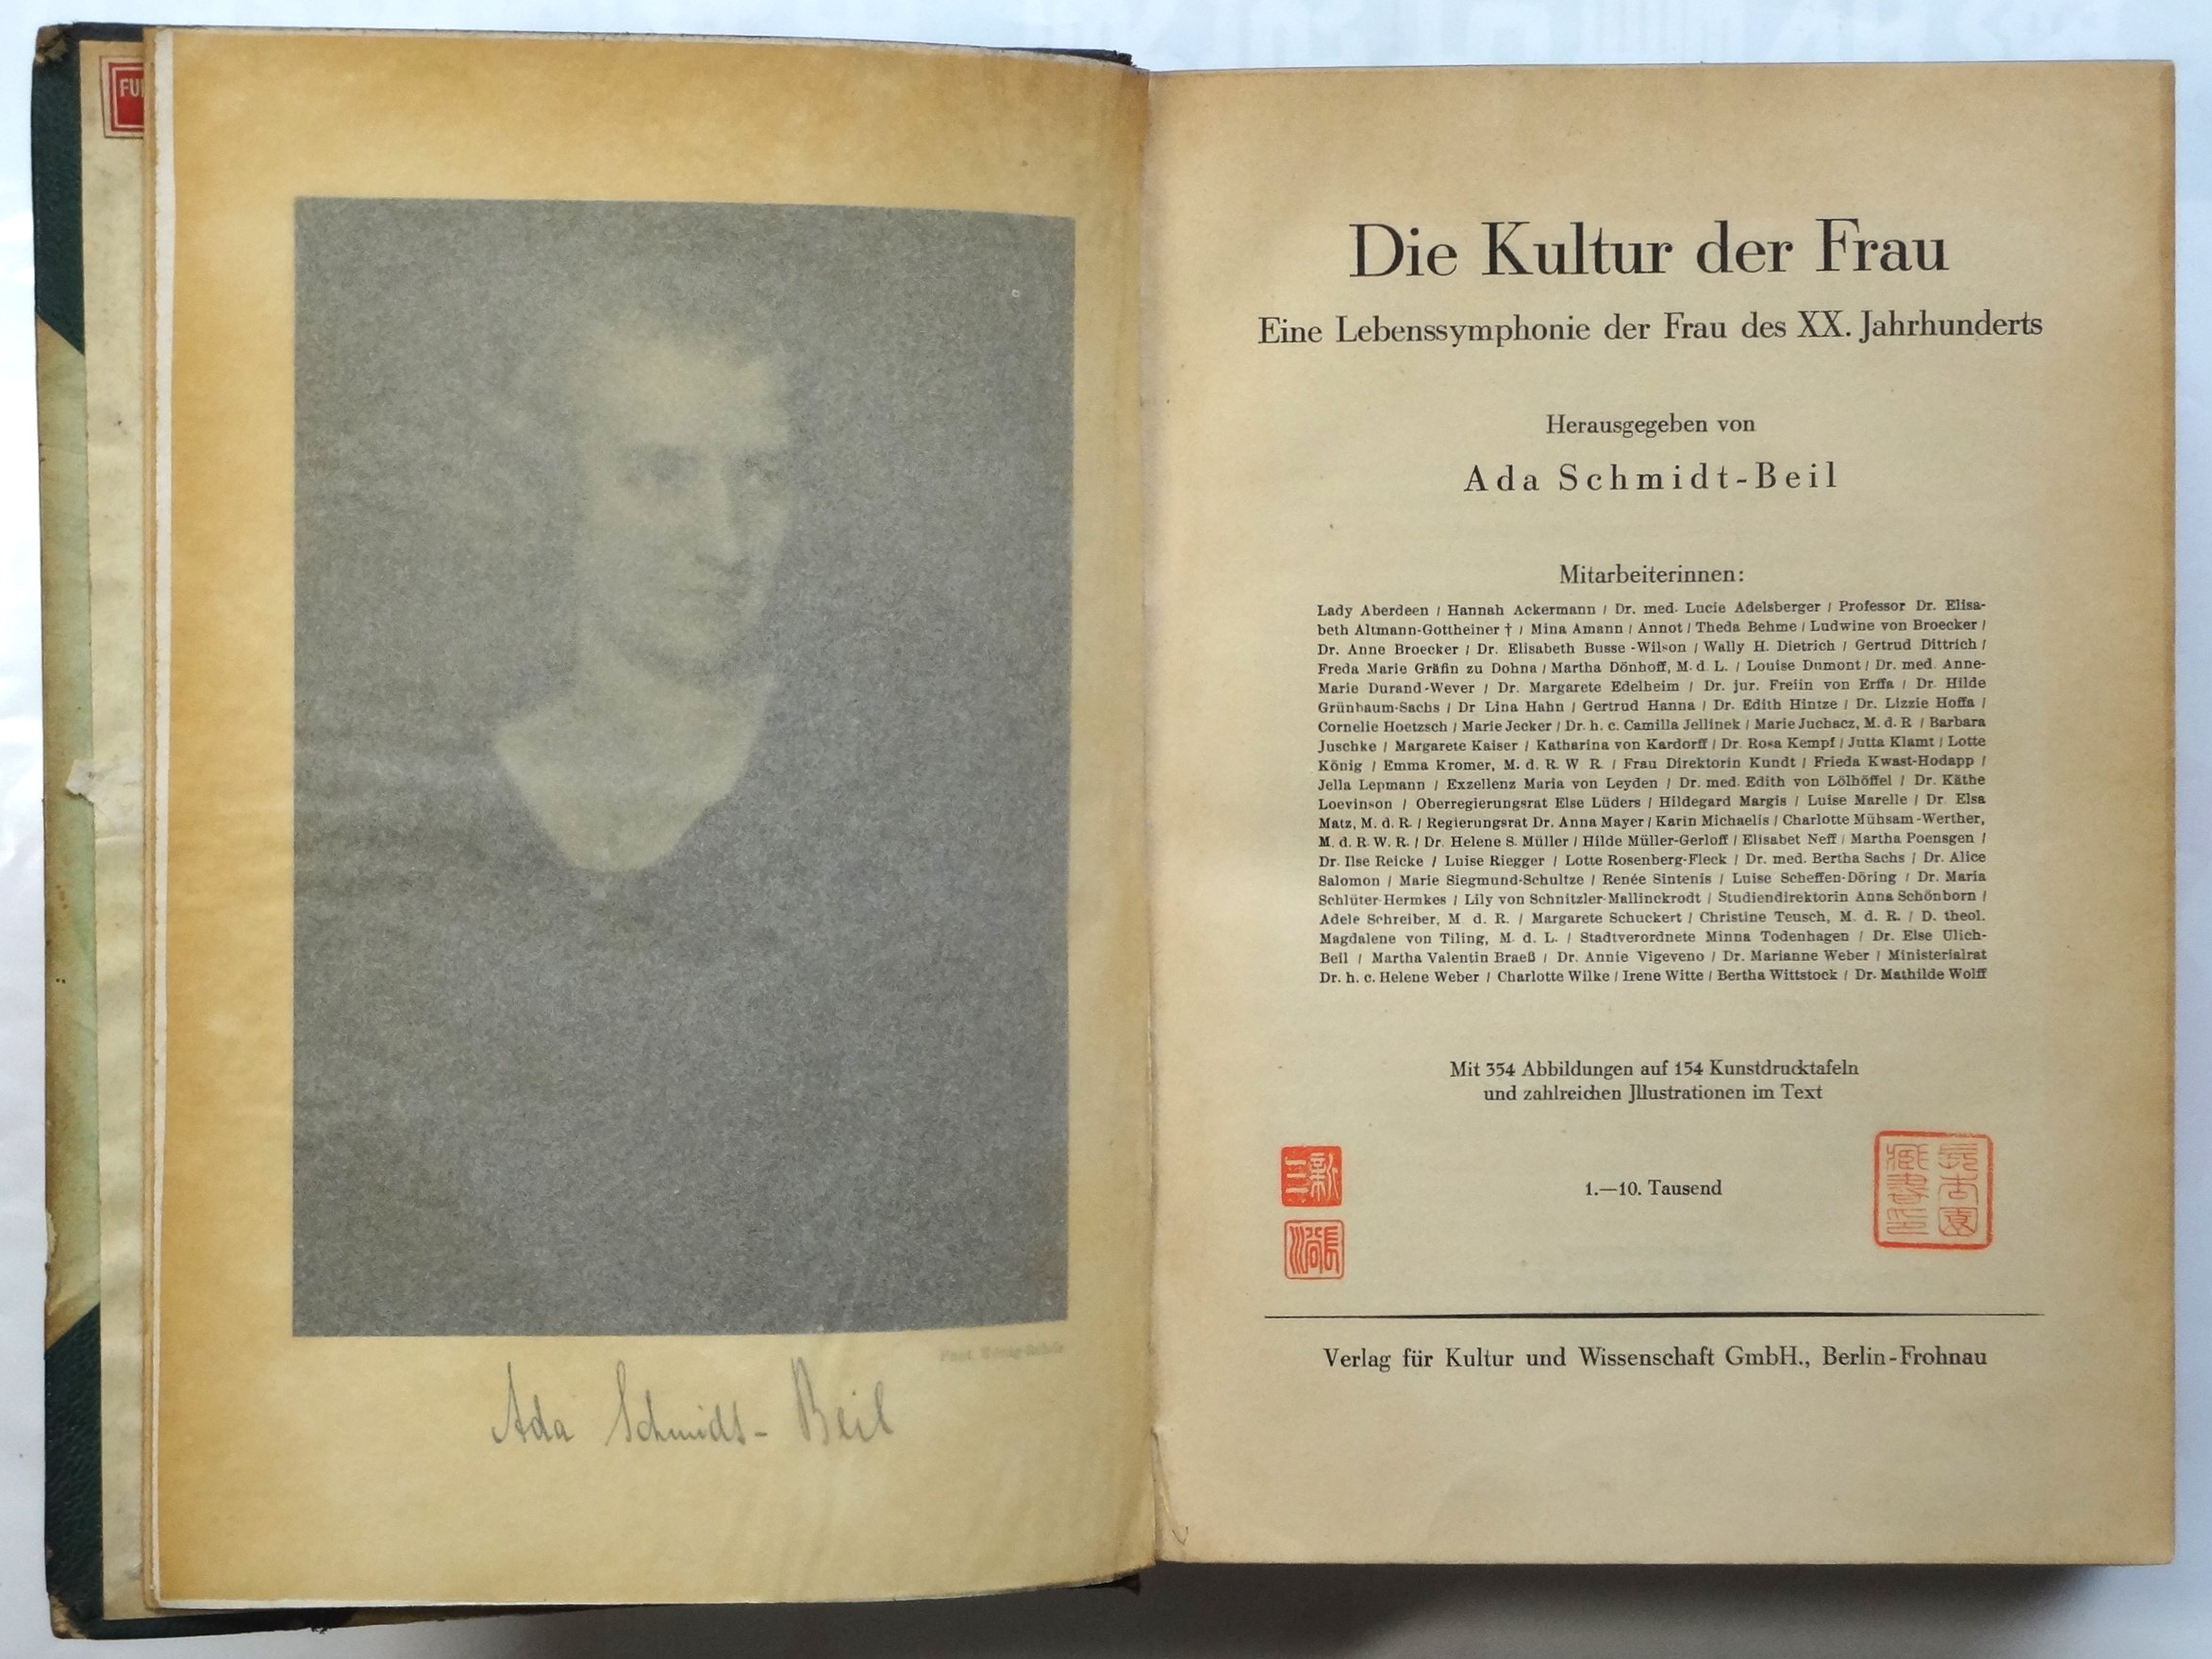 FU
Ada Schmidt-Beil
Die Kultur der Frau
Eine Lebenssymphonie der Frau des XX. Jahrhunderts
Herausgegeben von
Ada Schmidt-Beil
Mitarbeiterinnen:
Lady Aberdeen / Hannah Ackermann / Dr. med. Lucie Adelsberger / Professor Dr. Elisa-
beth Altmann-Gottheiner † / Mina Amann / Annot / Theda Behme / Ludwine von Broecker /
Dr. Anne Broecker / Dr. Elisabeth Busse-Wilson / Wally H. Dietrich / Gertrud Dittrich /
Freda Marie Gräfin zu Dohna / Martha Dönhoff, M. d. L. / Louise Dumont / Dr. med. Anne-
Marie Durand-Wever / Dr. Margarete Edelheim / Dr. jur. Freiin von Erffa / Dr. Hilde
Grünbaum-Sachs / Dr Lina Hahn / Gertrud Hanna / Dr. Edith Hintze / Dr. Lizzie Hoffa /
Cornelie Hoetzsch / Marie Jecker / Dr. h. c. Camilla Jellinek / Marie Juchacz, M. d. R / Barbara
Juschke / Margarete Kaiser / Katharina von Kardorff / Dr. Rosa Kempf / Jutta Klamt / Lotte
König / Emma Kromer, M. d. R. W R. / Frau Direktorin Kundt / Frieda Kwast-Hodapp /
Jella Lepmann / Exzellenz Maria von Leyden / Dr. med. Edith von Lölhöffel / Dr. Käthe
Loevinson / Oberregierungsrat Else Lüders / Hildegard Margis / Luise Marelle / Dr. Elsa
Matz, M. d. R. / Regierungsrat Dr. Anna Mayer / Karin Michaelis / Charlotte Mühsam-Werther,
M. d. R. W. R. / Dr. Helene S. Müller / Hilde Müller-Gerloff / Elisabet Neff / Martha Poensgen /
Dr. Ilse Reicke / Luise Riegger / Lotte Rosenberg-Fleck / Dr. med. Bertha Sachs / Dr. Alice
Salomon / Marie Siegmund-Schultze / Renée Sintenis / Luise Scheffen-Döring / Dr. Maria
Schlüter-Hermkes / Lily von Schnitzler-Mallinckrodt / Studiendirektorin Anna Schönborn /
Adele Schreiber, M. d. R. / Margarete Schuckert / Christine Teusch, M. d. R. / D. theol.
Magdalene von Tiling, M. d. L. / Stadtverordnete Minna Todenhagen / Dr. Else Ulich-
Beil / Martha Valentin Braeß / Dr. Annie Vigeveno / Dr. Marianne Weber / Ministerialrat
Dr. h. c. Helene Weber / Charlotte Wilke / Irene Witte / Bertha Wittstock / Dr. Mathilde Wolff
Mit 354 Abbildungen auf 154 Kunstdrucktafeln
und zahlreichen Jllustrationen im Text
1.—10. Tausend
Verlag für Kultur und Wissenschaft GmbH., Berlin-Frohnau